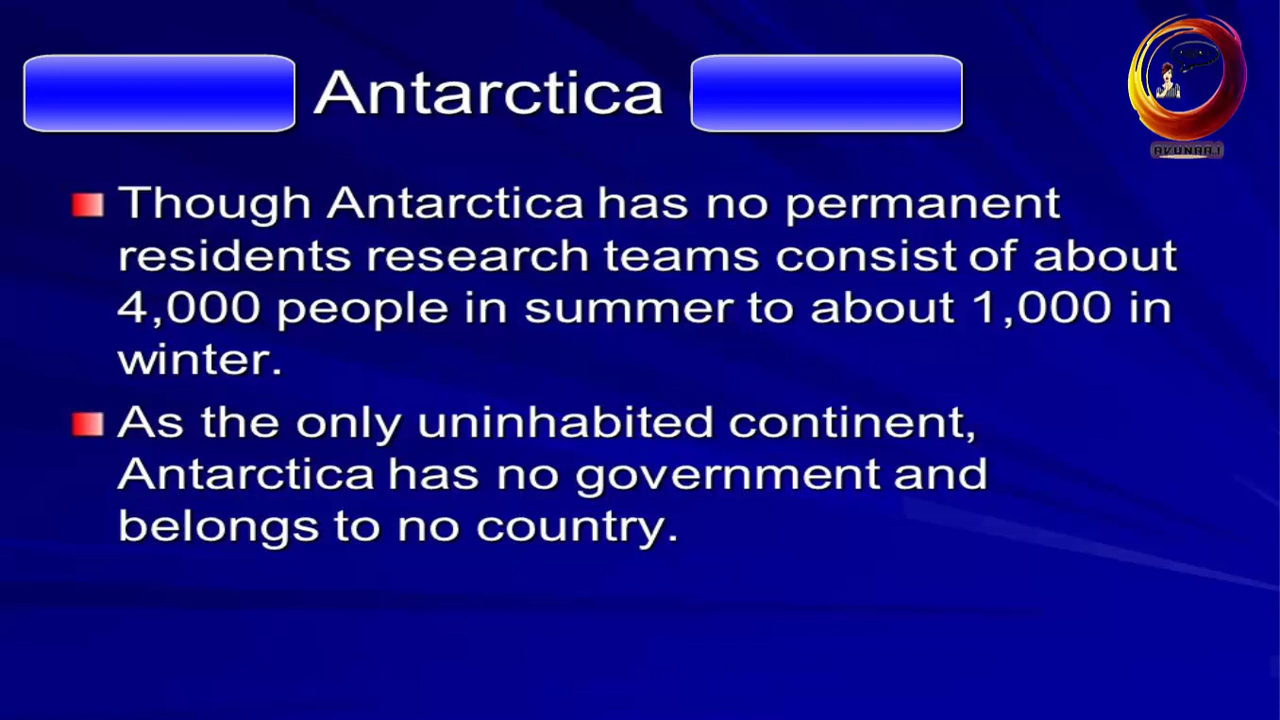 Antarctica
Though Antarctica has no permanent
residents research teams consist of about
4,000 people in summer to about 1,000 in
winter.
As the only uninhabited continent,
Antarctica has no government and
belongs to no country.